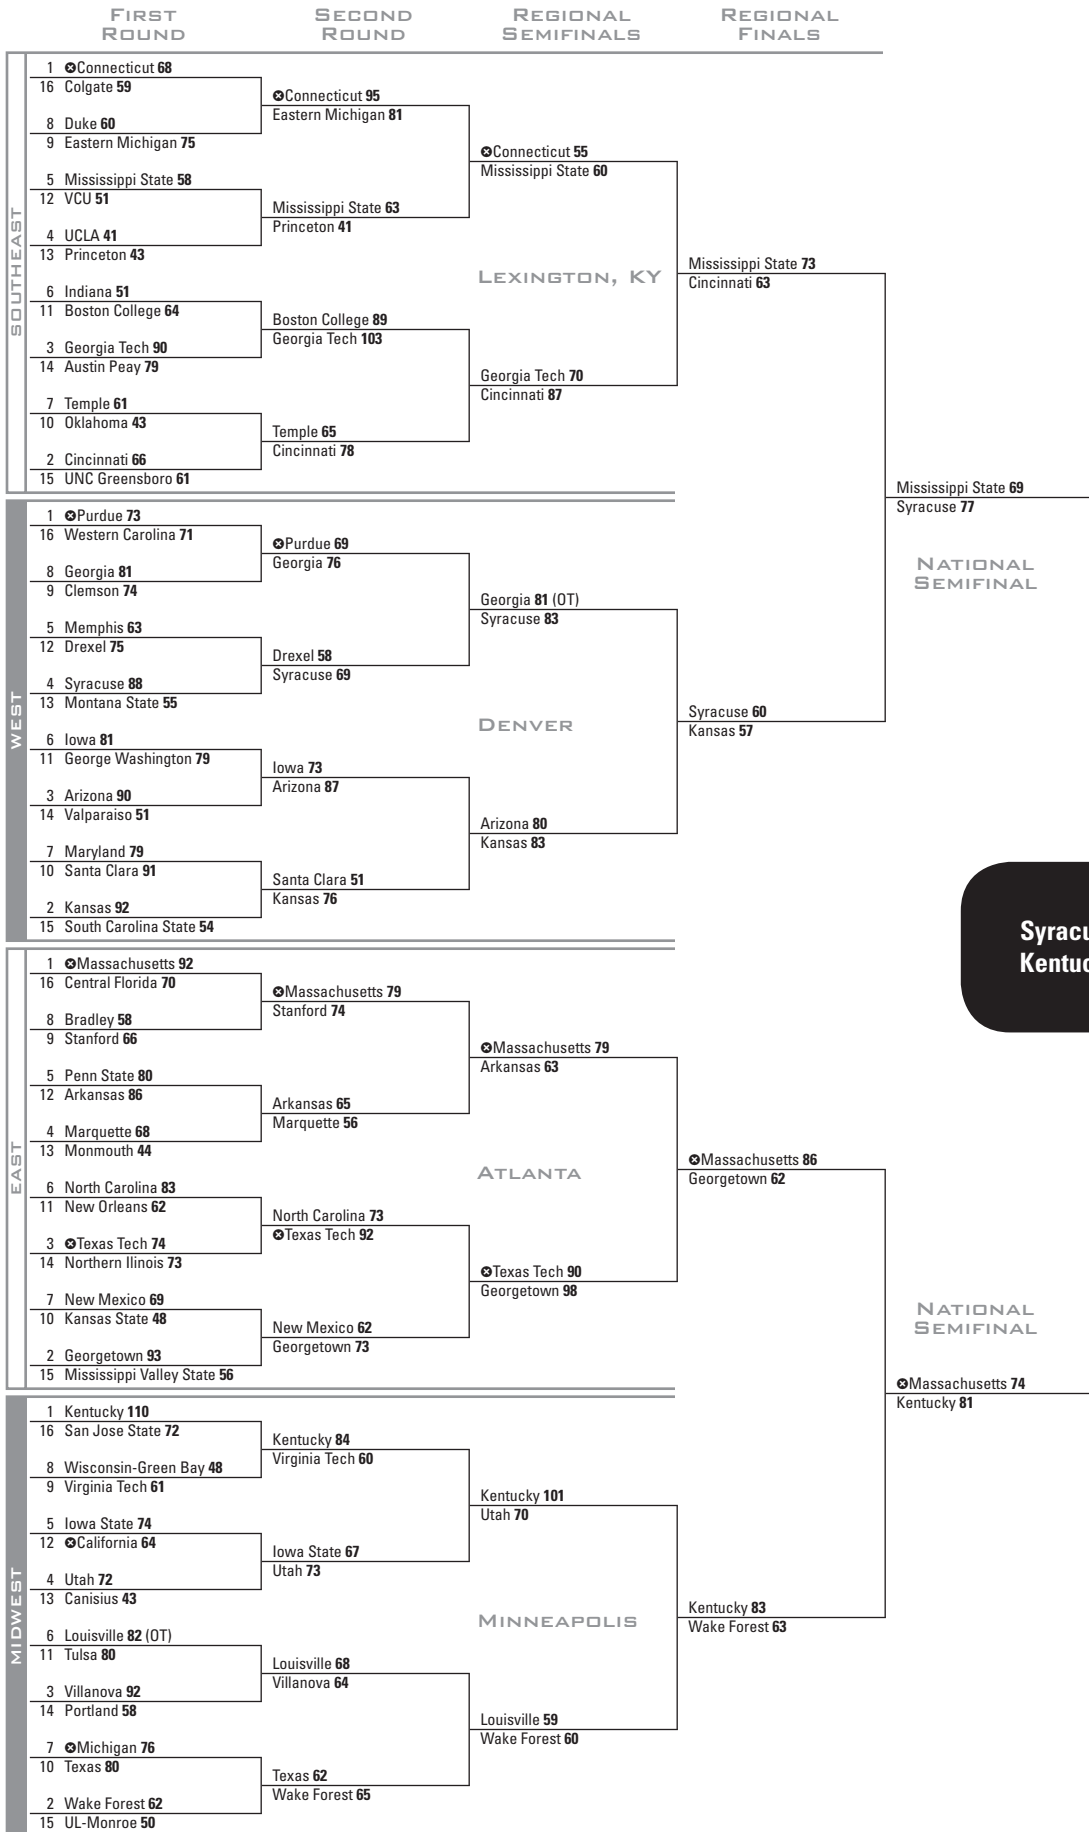 FIRST ROUND
SECOND ROUND
REGIONAL SEMIFINALS
REGIONAL FINALS
SOUTHEAST
1 ✪Connecticut 68
16 Colgate 59
8 Duke 60
9 Eastern Michigan 75
5 Mississippi State 58
12 VCU 51
4 UCLA 41
13 Princeton 43
6 Indiana 51
11 Boston College 64
3 Georgia Tech 90
14 Austin Peay 79
7 Temple 61
10 Oklahoma 43
2 Cincinnati 66
15 UNC Greensboro 61
✪Connecticut 95
Eastern Michigan 81
Mississippi State 63
Princeton 41
Boston College 89
Georgia Tech 103
Temple 65
Cincinnati 78
✪Connecticut 55
Mississippi State 60
LEXINGTON, KY
Georgia Tech 70
Cincinnati 87
Mississippi State 73
Cincinnati 63
WEST
1 ✪Purdue 73
16 Western Carolina 71
8 Georgia 81
9 Clemson 74
5 Memphis 63
12 Drexel 75
4 Syracuse 88
13 Montana State 55
6 Iowa 81
11 George Washington 79
3 Arizona 90
14 Valparaiso 51
7 Maryland 79
10 Santa Clara 91
2 Kansas 92
15 South Carolina State 54
✪Purdue 69
Georgia 76
Drexel 58
Syracuse 69
Iowa 73
Arizona 87
Santa Clara 51
Kansas 76
Georgia 81 (OT)
Syracuse 83
DENVER
Arizona 80
Kansas 83
Syracuse 60
Kansas 57
Mississippi State 69
Syracuse 77
NATIONAL SEMIFINAL
Syracu
Kentuc
EAST
1 ✪Massachusetts 92
16 Central Florida 70
8 Bradley 58
9 Stanford 66
5 Penn State 80
12 Arkansas 86
4 Marquette 68
13 Monmouth 44
6 North Carolina 83
11 New Orleans 62
3 ✪Texas Tech 74
14 Northern Ilinois 73
7 New Mexico 69
10 Kansas State 48
2 Georgetown 93
15 Mississippi Valley State 56
✪Massachusetts 79
Stanford 74
Arkansas 65
Marquette 56
North Carolina 73
✪Texas Tech 92
New Mexico 62
Georgetown 73
✪Massachusetts 79
Arkansas 63
ATLANTA
✪Texas Tech 90
Georgetown 98
✪Massachusetts 86
Georgetown 62
MIDWEST
1 Kentucky 110
16 San Jose State 72
8 Wisconsin-Green Bay 48
9 Virginia Tech 61
5 Iowa State 74
12 ✪California 64
4 Utah 72
13 Canisius 43
6 Louisville 82 (OT)
11 Tulsa 80
3 Villanova 92
14 Portland 58
7 ✪Michigan 76
10 Texas 80
2 Wake Forest 62
15 UL-Monroe 50
Kentucky 84
Virginia Tech 60
Iowa State 67
Utah 73
Louisville 68
Villanova 64
Texas 62
Wake Forest 65
Kentucky 101
Utah 70
MINNEAPOLIS
Louisville 59
Wake Forest 60
Kentucky 83
Wake Forest 63
NATIONAL SEMIFINAL
✪Massachusetts 74
Kentucky 81